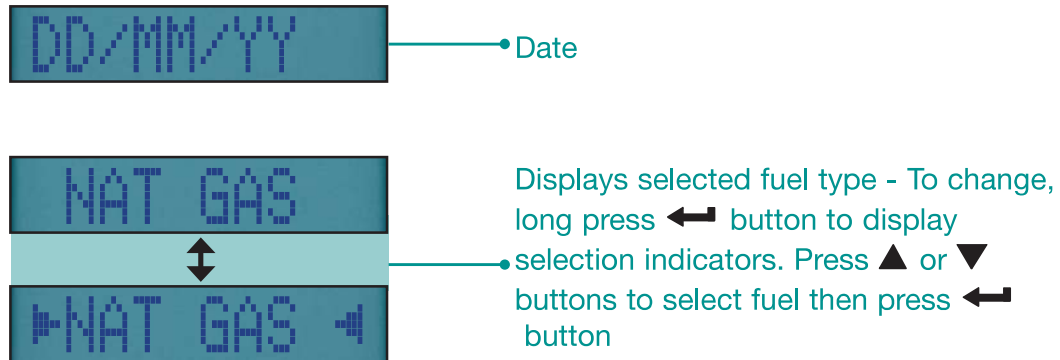 DD/MM/YY
Date
NAT GAS
Displays selected fuel type - To change,
long press ↵ button to display
selection indicators. Press ▲ or ▼
buttons to select fuel then press ↵
button
NAT GAS